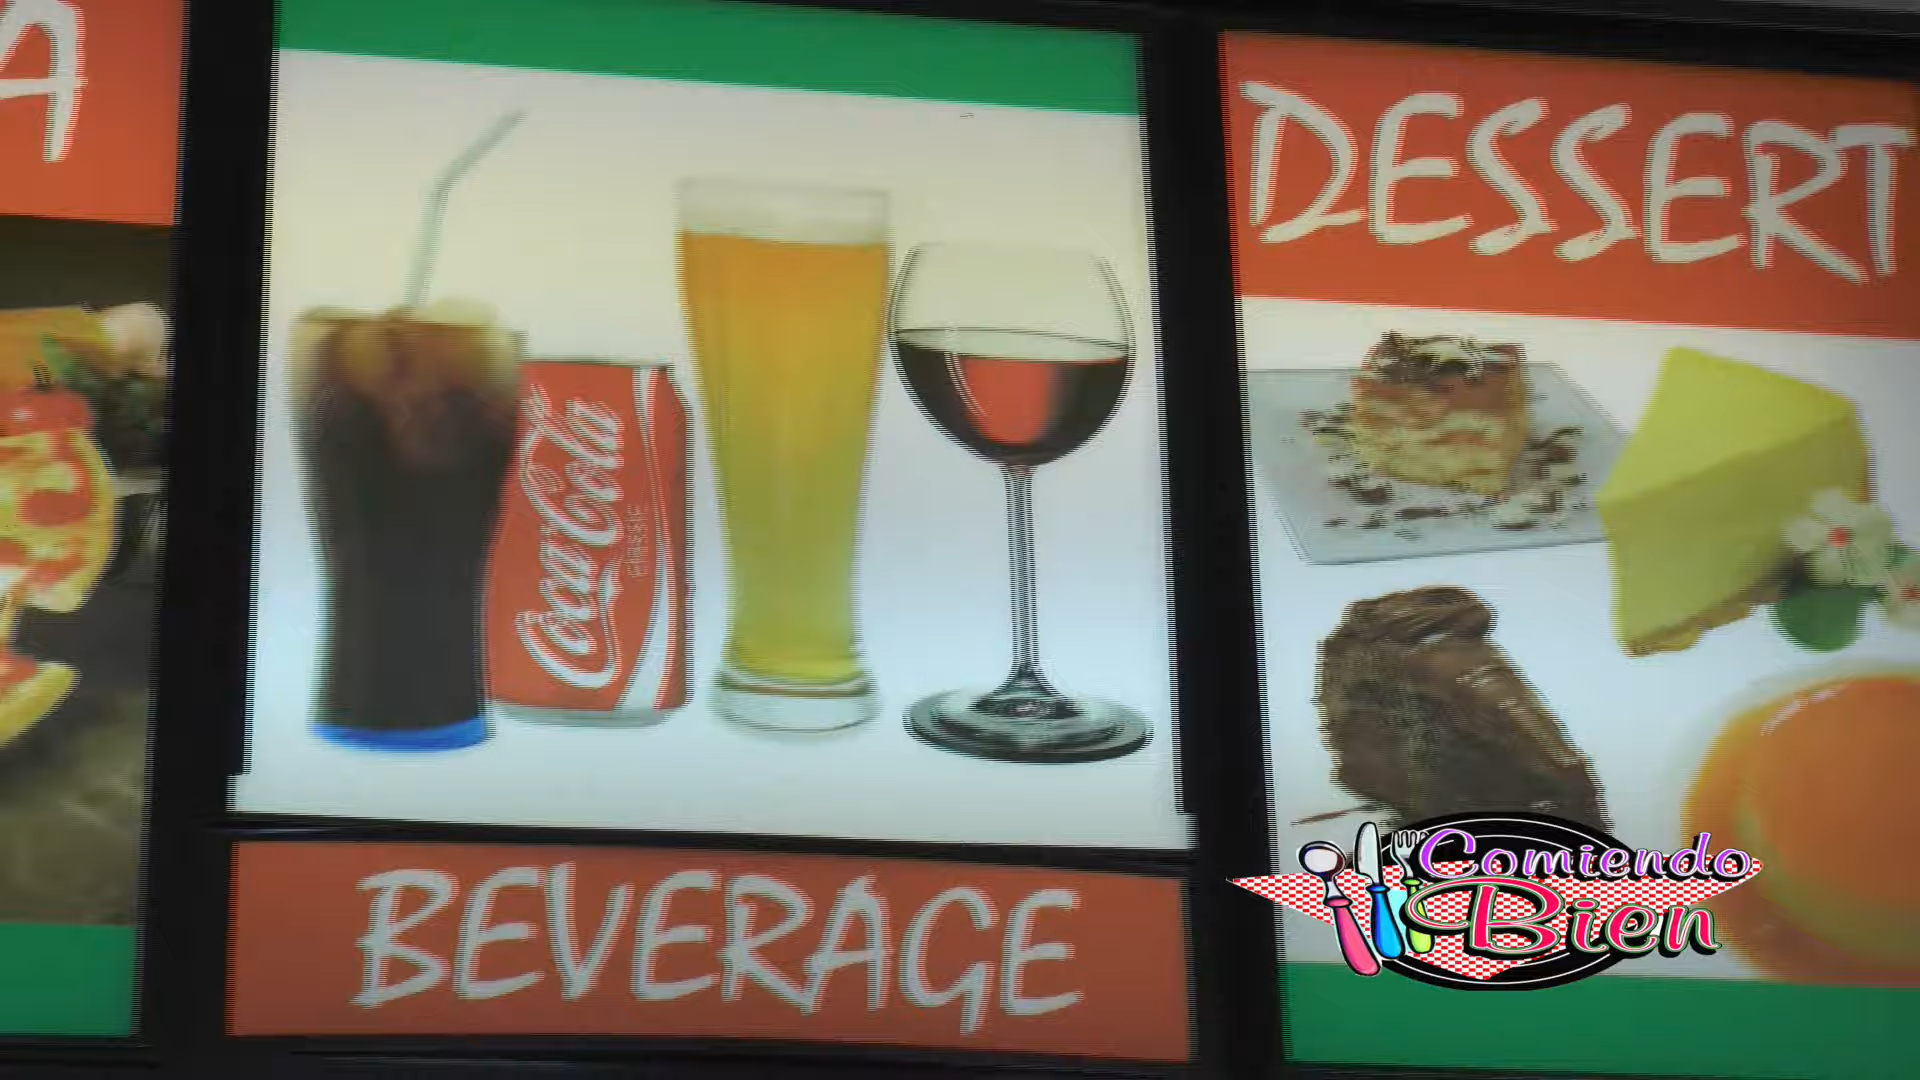 A
DESSERT
Coca-Cola
classic
BEVERAGE
Comiendo
Bien